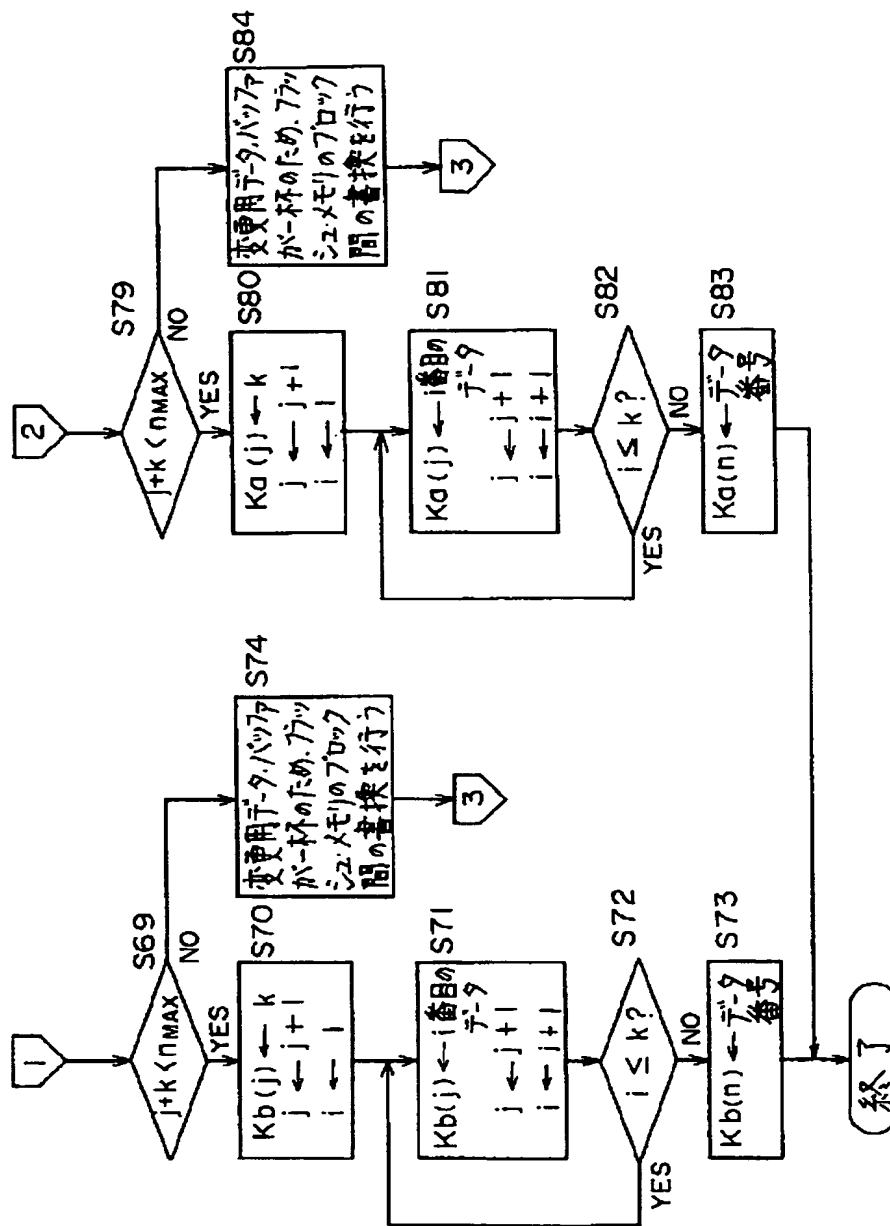 1
S69
j+k<nMAX
NO
YES
S70
Kb(j)←k
j←j+1
i←1
S74
変更用データ・バッファ
が一杯のため、フラッ
シュ・メモリのブロック
間の書換を行う
3
S71
Kb(j)←i番目の
データ
j←j+1
i←i+1
S72
i≤k?
YES
NO
S73
Kb(n)←データ
番号
終了
2
S79
j+k<nMAX
NO
YES
S80
Ka(j)←k
j←j+1
i←1
S84
変更用データ・バッファ
が一杯のため、フラッ
シュ・メモリのブロック
間の書換を行う
3
S81
Ka(j)←i番目の
データ
j←j+1
i←i+1
S82
i≤k?
YES
NO
S83
Ka(n)←データ
番号